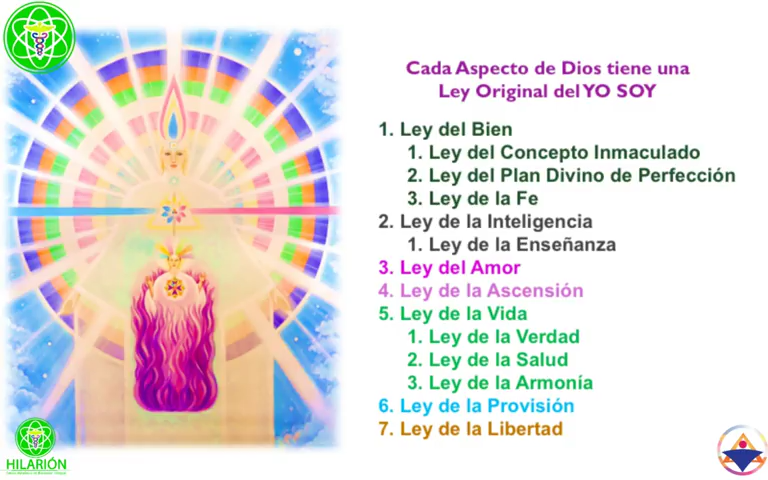 Cada Aspecto de Dios tiene una
Ley Original del YO SOY
1. Ley del Bien
1. Ley del Concepto Inmaculado
2. Ley del Plan Divino de Perfección
3. Ley de la Fe
2. Ley de la Inteligencia
1. Ley de la Enseñanza
3. Ley del Amor
4. Ley de la Ascensión
5. Ley de la Vida
1. Ley de la Verdad
2. Ley de la Salud
3. Ley de la Armonía
6. Ley de la Provisión
7. Ley de la Libertad
HILARIÓN